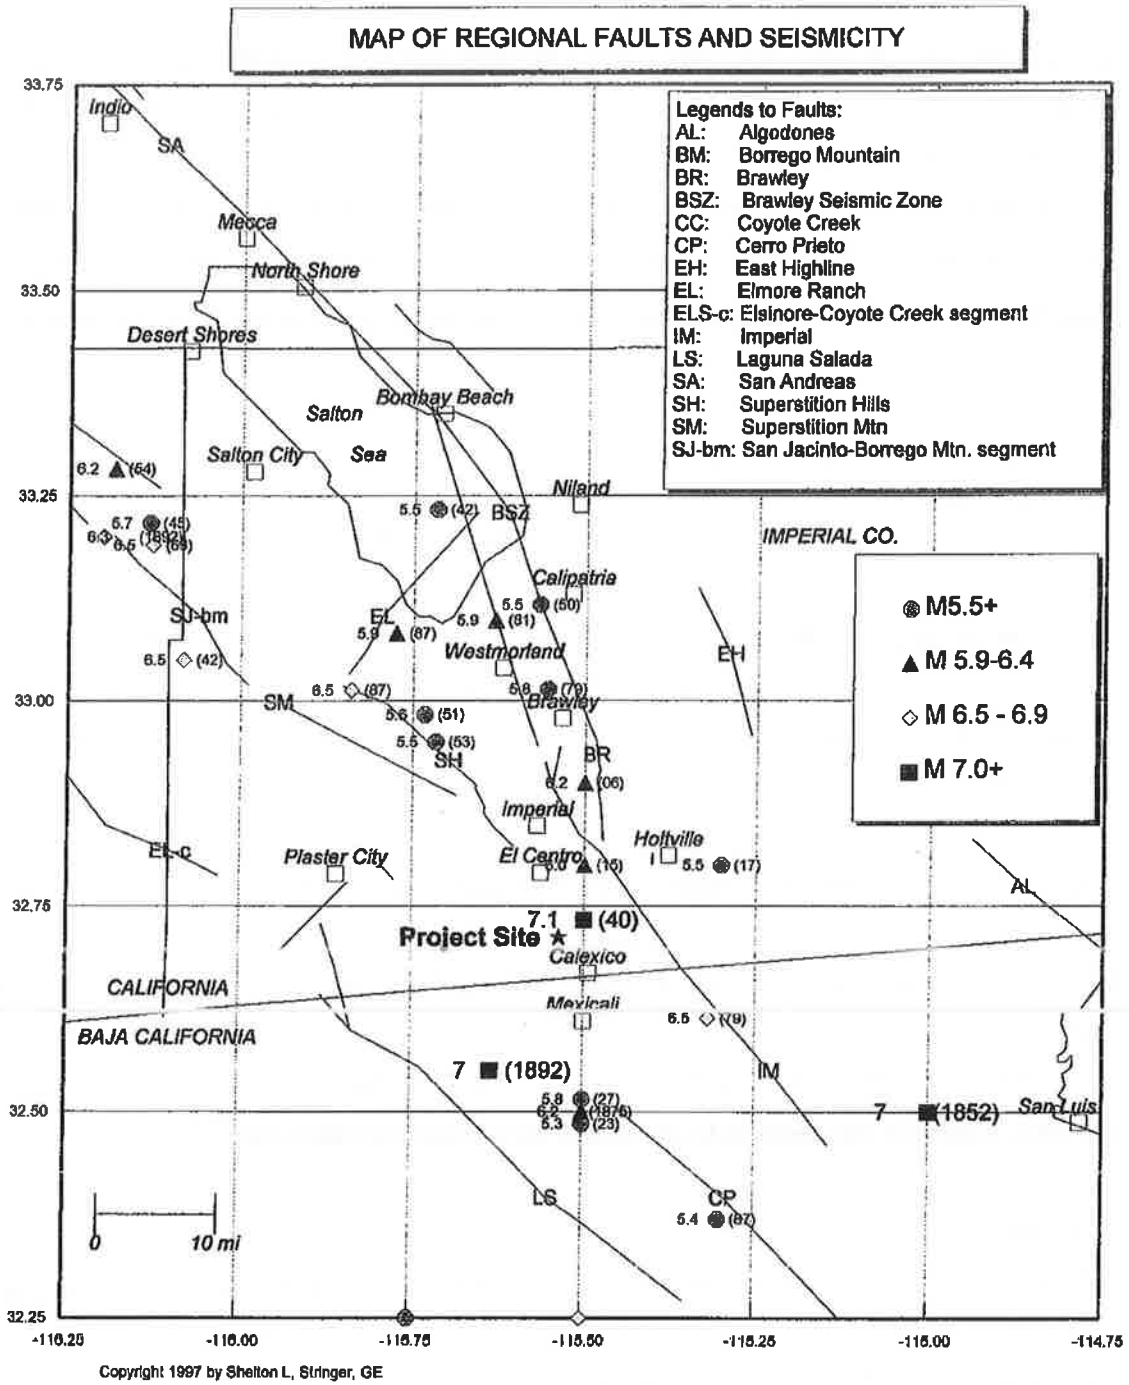 MAP OF REGIONAL FAULTS AND SEISMICITY
33.75
Indio
SA
Legends to Faults:
AL: Algodones
BM: Borrego Mountain
BR: Brawley
BSZ: Brawley Seismic Zone
CC: Coyote Creek
CP: Cerro Prieto
EH: East Highline
EL: Elmore Ranch
ELS-c: Elsinore-Coyote Creek segment
IM: Imperial
LS: Laguna Salada
SA: San Andreas
SH: Superstition Hills
SM: Superstition Mtn
SJ-bm: San Jacinto-Borrego Mtn. segment
Mecca
North Shore
33.50
Desert Shores
Bombay Beach
Salton
Sea
Salton City
6.2 (54)
33.25
Niland
5.5 (42)
BSZ
IMPERIAL CO.
5.7 (45)
(1892)
6.5 (69)
Calipatria
5.5 (50)
M5.5+
SJ-bm
EL
5.9 (87)
5.9 (81)
Westmorland
EH
M 5.9-6.4
6.5 (42)
6.5 (87)
5.8 (79)
33.00
SM
Brawley
M 6.5 - 6.9
(51)
5.5 (53)
SH
BR
6.2 (06)
M 7.0+
Imperial
Holtville
EL-c
Plaster City
El Centro
(15)
5.5 (17)
AL
32.75
7.1 (40)
Project Site
Calexico
CALIFORNIA
BAJA CALIFORNIA
Mexicali
6.5 (79)
7 (1892)
IM
5.8 (27)
32.50
6.2 (1875)
5.3 (23)
7 (1852)
San Luis
LS
CP
5.4 (87)
0 10 mi
32.25
-116.25 -116.00 -115.75 -115.50 -115.25 -115.00 -114.75
Copyright 1997 by Shelton L, Stringer, GE